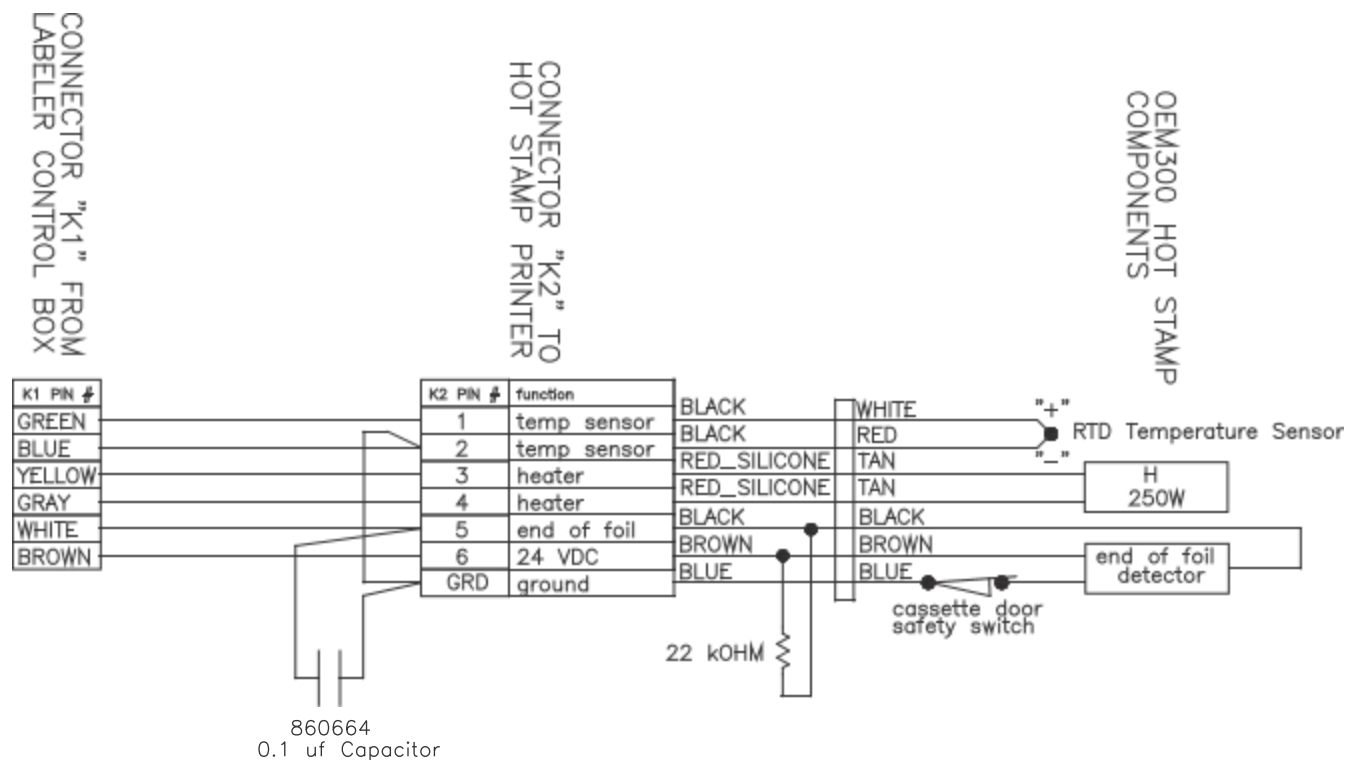 CONNECTOR "K1" FROM
LABELER CONTROL BOX
CONNECTOR "K2" TO
HOT STAMP PRINTER
OEM300 HOT STAMP
COMPONENTS
K1 PIN #
GREEN
BLUE
YELLOW
GRAY
WHITE
BROWN
K2 PIN # function
1 temp sensor
2 temp sensor
3 heater
4 heater
5 end of foil
6 24 VDC
GRD ground
BLACK WHITE
BLACK RED
RED_SILICONE TAN
RED_SILICONE TAN
BLACK BLACK
BROWN BROWN
BLUE BLUE
"+"
RTD Temperature Sensor
"-"
H
250W
end of foil
detector
cassette door
safety switch
22 kOHM
860664
0.1 uf Capacitor